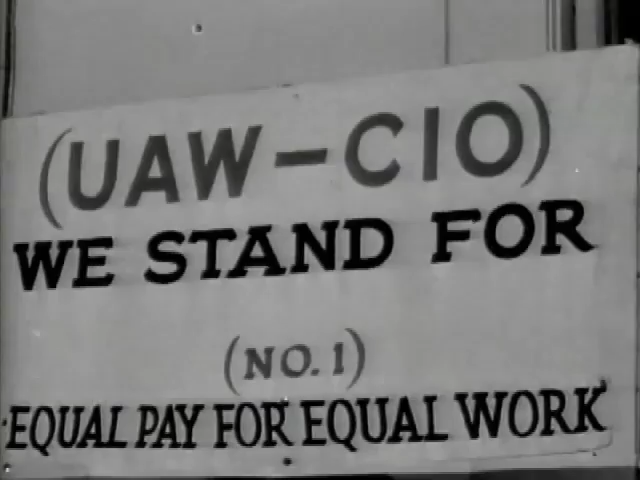 (UAW-CIO)
WE STAND FOR
(NO. 1)
EQUAL PAY FOR EQUAL WORK